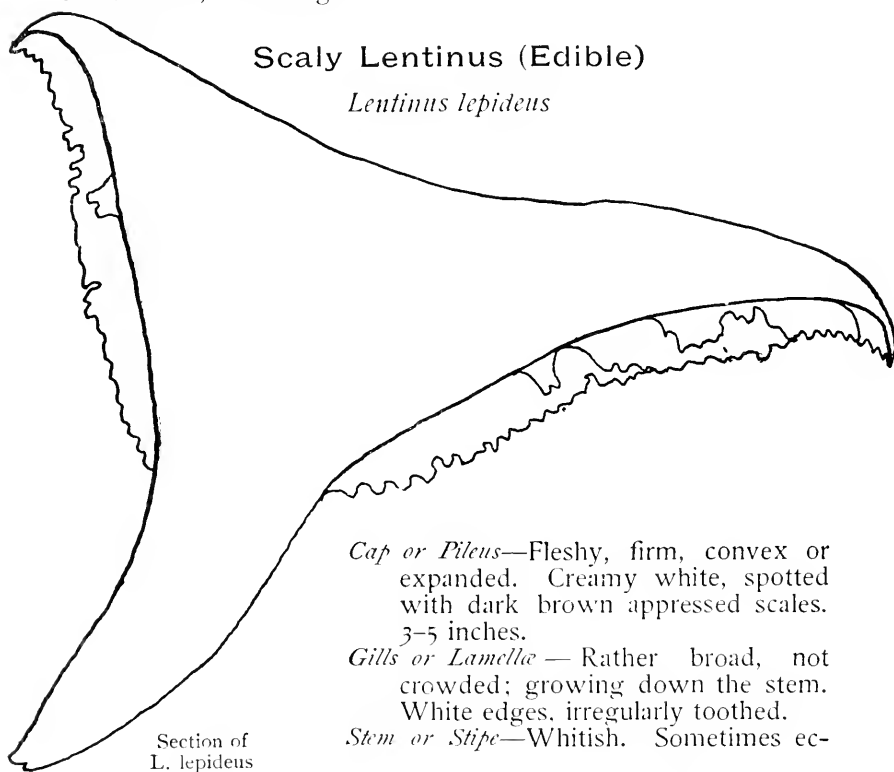 Scaly Lentinus (Edible)
Lentinus lepideus
Cap or Pileus—Fleshy, firm, convex or
expanded. Creamy white, spotted
with dark brown appressed scales.
3-5 inches.
Gills or Lamellæ — Rather broad, not
crowded; growing down the stem.
White edges, irregularly toothed.
Stem or Stipe—Whitish. Sometimes ec-
Section of
L. lepideus